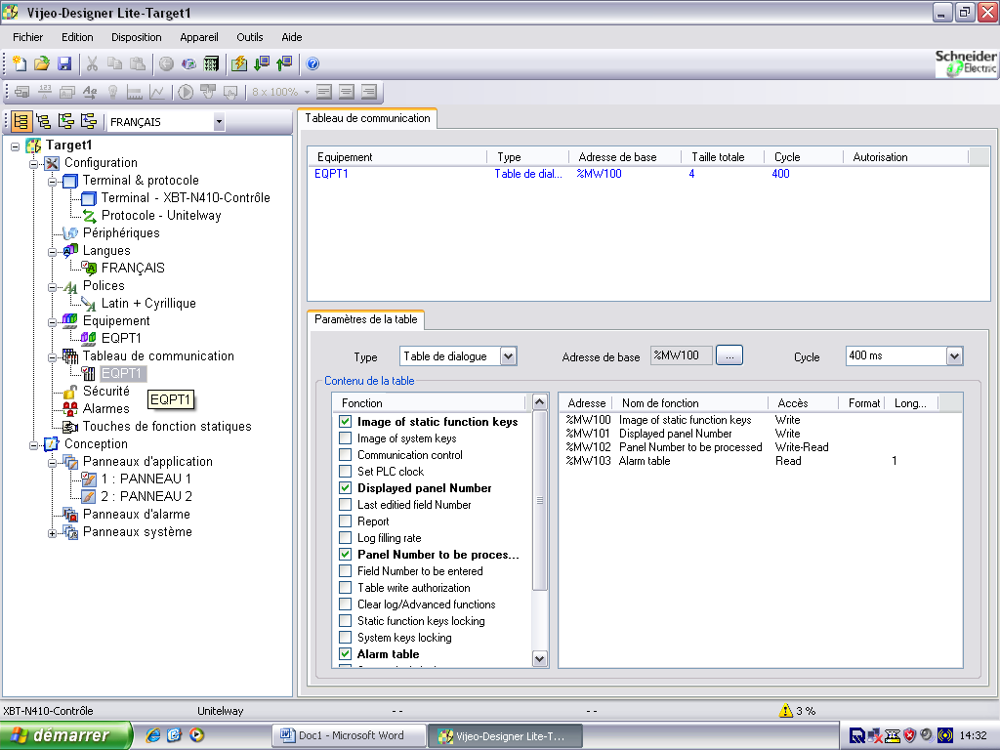 Vijeo-Designer Lite-Target1
Fichier Edition Disposition Appareil Outils Aide
Schneider Electric
123
8 x 100%
FRANÇAIS
Target1
Configuration
Terminal & protocole
Terminal - XBT-N410-Contrôle
Protocole - Unitelway
Périphériques
Langues
FRANÇAIS
Polices
Latin + Cyrillique
Equipement
EQPT1
Tableau de communication
EQPT1
Sécurité
EQPT1
Alarmes
Touches de fonction statiques
Conception
Panneaux d'application
1 : PANNEAU 1
2 : PANNEAU 2
Panneaux d'alarme
Panneaux système
Tableau de communication
Equipement Type Adresse de base Taille totale Cycle Autorisation
EQPT1 Table de dial... %MW100 4 400
Paramètres de la table
Type Table de dialogue Adresse de base %MW100 ... Cycle 400 ms
Contenu de la table
Fonction
Image of static function keys
Image of system keys
Communication control
Set PLC clock
Displayed panel Number
Last editied field Number
Report
Log filling rate
Panel Number to be proces...
Field Number to be entered
Table write authorization
Clear log/Advanced functions
Static function keys locking
System keys locking
Alarm table
Adresse Nom de fonction Accès Format Long...
%MW100 Image of static function keys Write
%MW101 Displayed panel Number Write
%MW102 Panel Number to be processed Write-Read
%MW103 Alarm table Read 1
XBT-N410-Contrôle Unitelway -- -- 3 %
démarrer Doc1 - Microsoft Word Vijeo-Designer Lite-T... 14:32